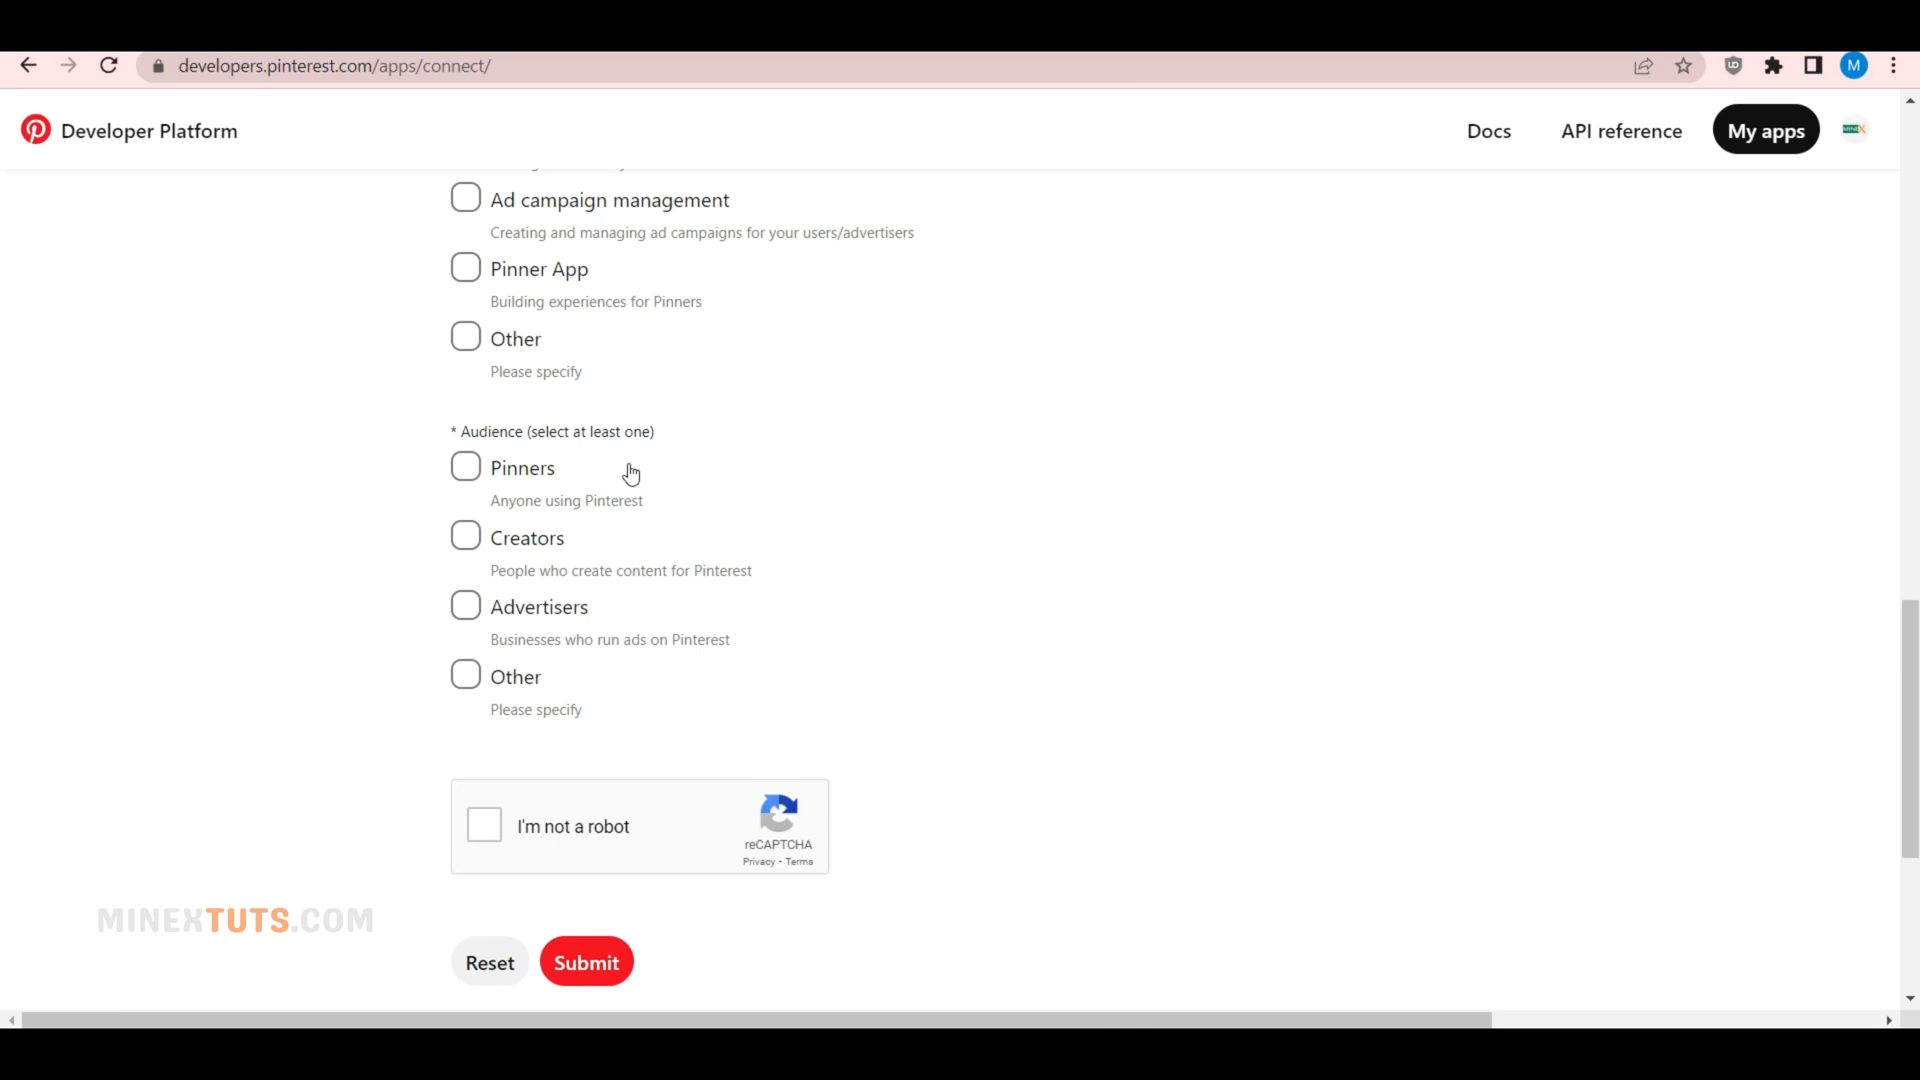 developers.pinterest.com/apps/connect/
M
Developer Platform
Docs
API reference
My apps
MINEX
Ad campaign management
Creating and managing ad campaigns for your users/advertisers
Pinner App
Building experiences for Pinners
Other
Please specify
* Audience (select at least one)
Pinners
Anyone using Pinterest
Creators
People who create content for Pinterest
Advertisers
Businesses who run ads on Pinterest
Other
Please specify
I'm not a robot
reCAPTCHA
Privacy - Terms
MINEXTUTS.COM
Reset
Submit